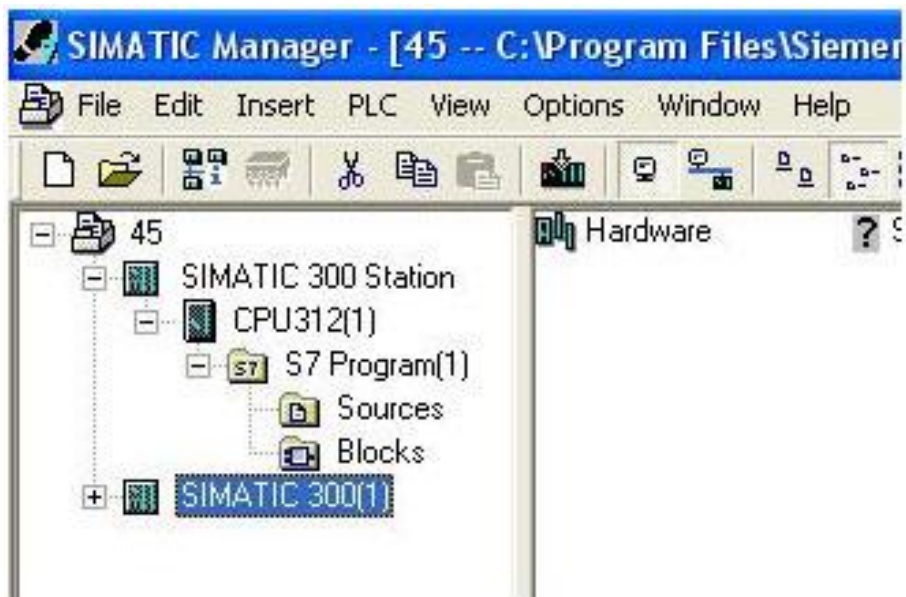 SIMATIC Manager - [45 -- C:\Program Files\Siemen
File Edit Insert PLC View Options Window Help
45
SIMATIC 300 Station
CPU312(1)
S7 Program(1)
Sources
Blocks
SIMATIC 300(1)
Hardware
? S